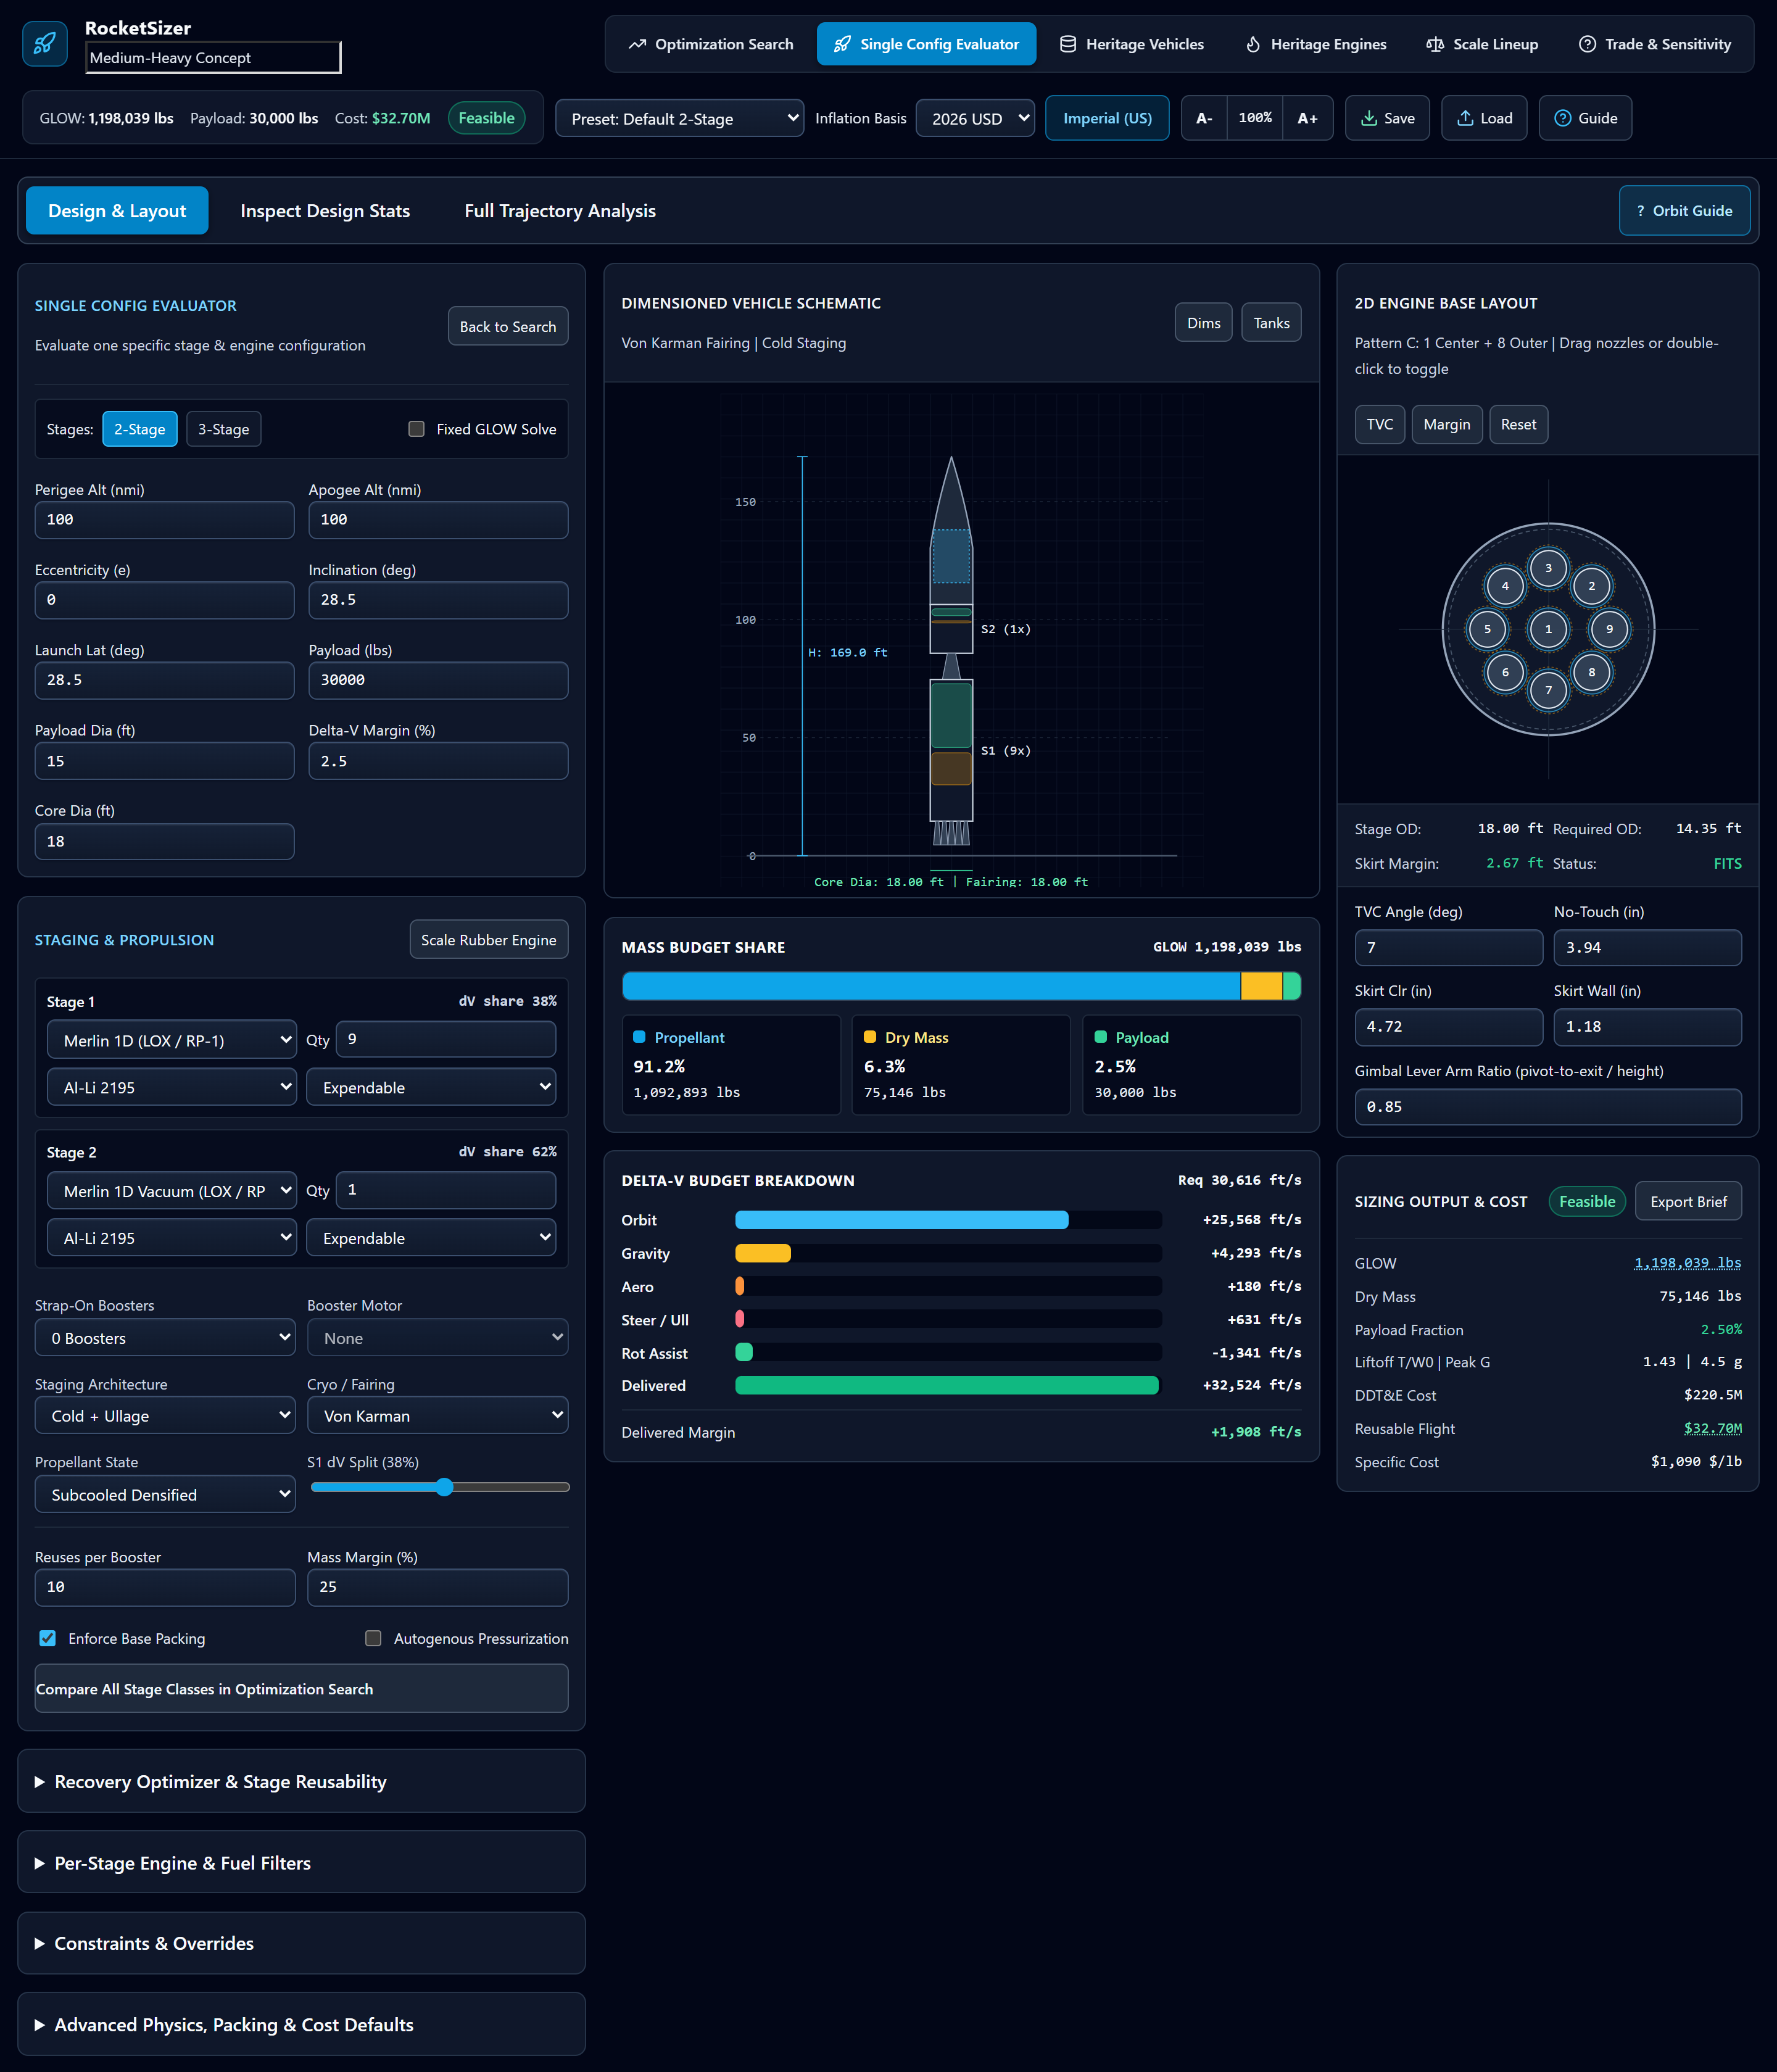 RocketSizer
Medium-Heavy Concept
Optimization Search
Single Config Evaluator
Heritage Vehicles
Heritage Engines
Scale Lineup
Trade & Sensitivity
GLOW: 1,198,039 lbs Payload: 30,000 lbs Cost: $32.70M Feasible
Preset: Default 2-Stage
Inflation Basis 2026 USD
Imperial (US)
A- 100% A+
Save
Load
Guide
Design & Layout
Inspect Design Stats
Full Trajectory Analysis
? Orbit Guide
SINGLE CONFIG EVALUATOR
Evaluate one specific stage & engine configuration
Back to Search
Stages: 2-Stage 3-Stage Fixed GLOW Solve
Perigee Alt (nmi) Apogee Alt (nmi)
100 100
Eccentricity (e) Inclination (deg)
0 28.5
Launch Lat (deg) Payload (lbs)
28.5 30000
Payload Dia (ft) Delta-V Margin (%)
15 2.5
Core Dia (ft)
18
STAGING & PROPULSION
Scale Rubber Engine
Stage 1 dV share 38%
Merlin 1D (LOX / RP-1) Qty 9
Al-Li 2195 Expendable
Stage 2 dV share 62%
Merlin 1D Vacuum (LOX / RP Qty 1
Al-Li 2195 Expendable
Strap-On Boosters Booster Motor
0 Boosters None
Staging Architecture Cryo / Fairing
Cold + Ullage Von Karman
Propellant State S1 dV Split (38%)
Subcooled Densified
Reuses per Booster Mass Margin (%)
10 25
Enforce Base Packing Autogenous Pressurization
Compare All Stage Classes in Optimization Search
Recovery Optimizer & Stage Reusability
Per-Stage Engine & Fuel Filters
Constraints & Overrides
Advanced Physics, Packing & Cost Defaults
DIMENSIONED VEHICLE SCHEMATIC
Von Karman Fairing | Cold Staging
Dims Tanks
150
100
S2 (1x)
H: 169.0 ft
50
S1 (9x)
0
Core Dia: 18.00 ft | Fairing: 18.00 ft
MASS BUDGET SHARE GLOW 1,198,039 lbs
Propellant
91.2%
1,092,893 lbs
Dry Mass
6.3%
75,146 lbs
Payload
2.5%
30,000 lbs
DELTA-V BUDGET BREAKDOWN Req 30,616 ft/s
Orbit +25,568 ft/s
Gravity +4,293 ft/s
Aero +180 ft/s
Steer / Ull +631 ft/s
Rot Assist -1,341 ft/s
Delivered +32,524 ft/s
Delivered Margin +1,908 ft/s
2D ENGINE BASE LAYOUT
Pattern C: 1 Center + 8 Outer | Drag nozzles or double-
click to toggle
TVC Margin Reset
3
4 2
5 1 9
6 8
7
Stage OD: 18.00 ft Required OD: 14.35 ft
Skirt Margin: 2.67 ft Status: FITS
TVC Angle (deg) No-Touch (in)
7 3.94
Skirt Clr (in) Skirt Wall (in)
4.72 1.18
Gimbal Lever Arm Ratio (pivot-to-exit / height)
0.85
SIZING OUTPUT & COST Feasible Export Brief
GLOW 1,198,039 lbs
Dry Mass 75,146 lbs
Payload Fraction 2.50%
Liftoff T/W0 | Peak G 1.43 | 4.5 g
DDT&E Cost $220.5M
Reusable Flight $32.70M
Specific Cost $1,090 $/lb